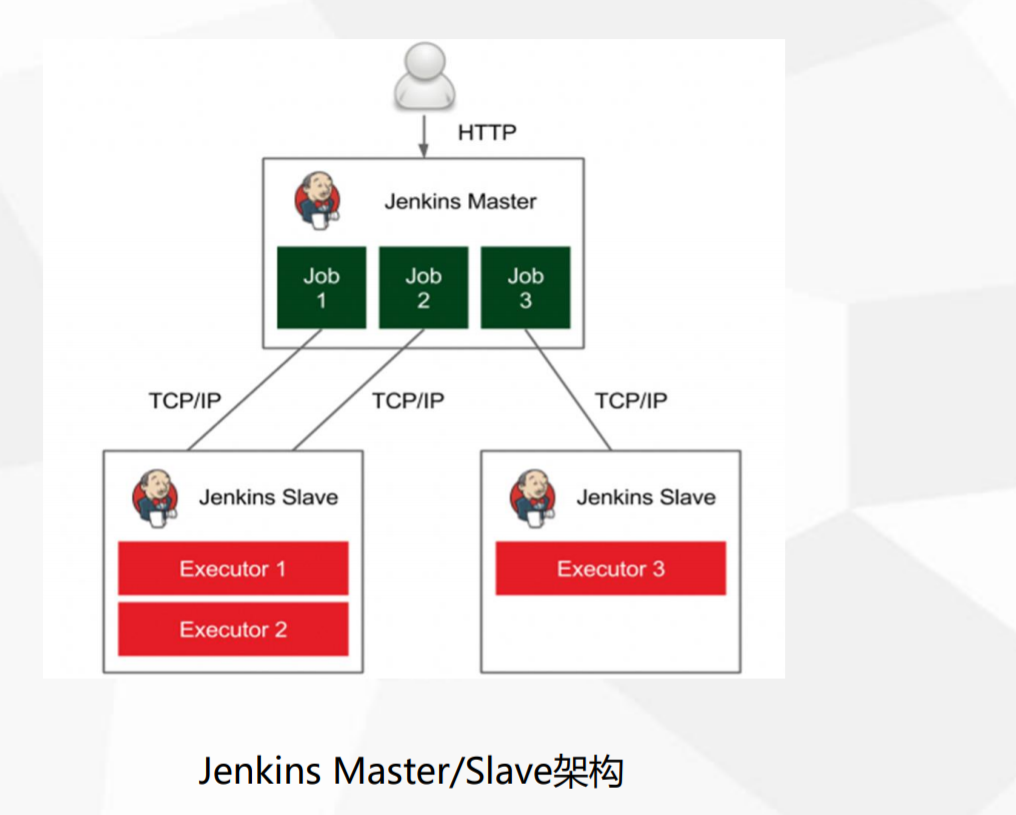 HTTP
Jenkins Master
Job
1
Job
2
Job
3
TCP/IP
TCP/IP
TCP/IP
Jenkins Slave
Executor 1
Executor 2
Jenkins Slave
Executor 3
Jenkins Master/Slave架构